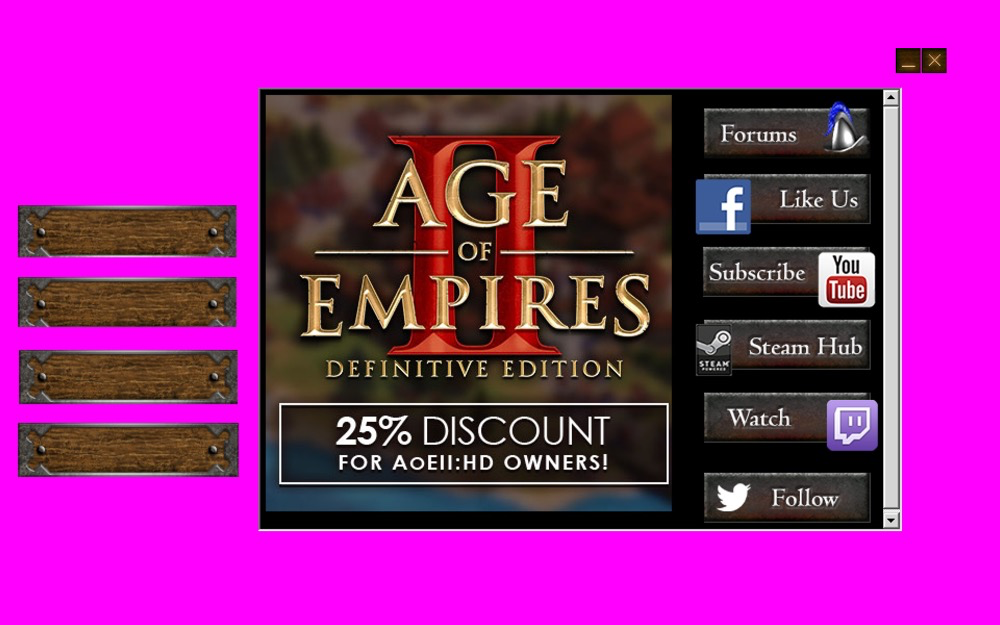 AGE
OF
EMPIRES
II
DEFINITIVE EDITION
25% DISCOUNT
FOR AoEII:HD OWNERS!
Forums
f
Like Us
Subscribe
You
Tube
Steam Hub
STEAM
POWERED
Watch
Follow